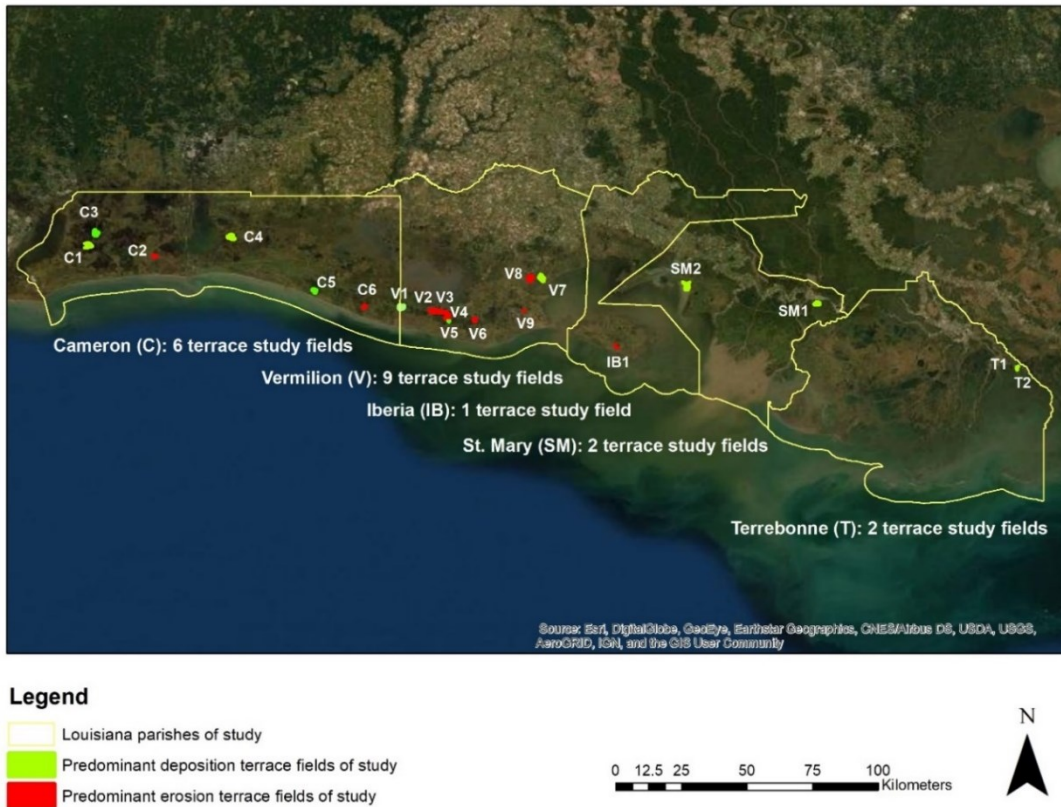 C3
C1
C2
C4
C5
C6
V1
V2 V3
V4
V5
V6
V8
V7
V9
SM2
SM1
IB1
T1
T2
Cameron (C): 6 terrace study fields
Vermilion (V): 9 terrace study fields
Iberia (IB): 1 terrace study field
St. Mary (SM): 2 terrace study fields
Terrebonne (T): 2 terrace study fields
Source: Esri, DigitalGlobe, GeoEye, Earthstar Geographics, CNES/Airbus DS, USDA, USGS,
AeroGRID, IGN, and the GIS User Community
Legend
Louisiana parishes of study
Predominant deposition terrace fields of study
Predominant erosion terrace fields of study
N
0 12.5 25 50 75 100
Kilometers